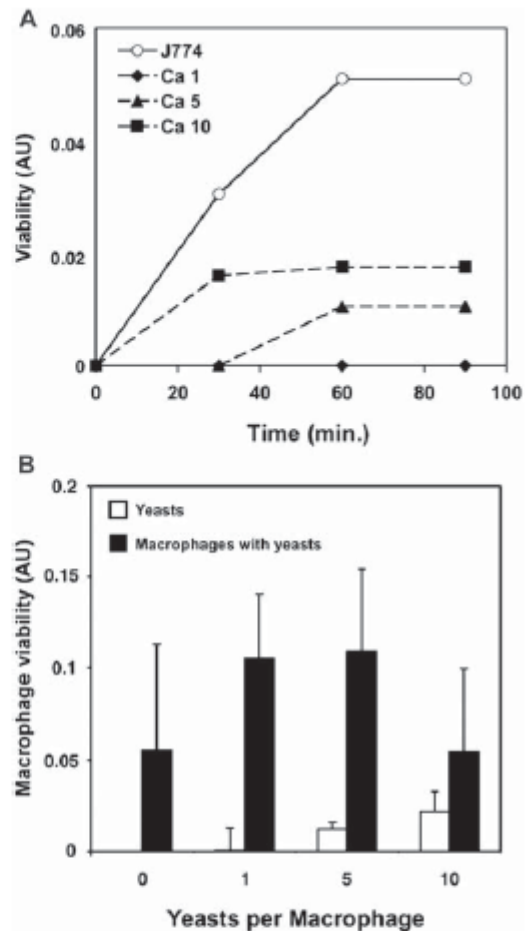 A
0.06
J774
Ca 1
Ca 5
Ca 10
0.04
0.02
0
Viability (AU)
0 20 40 60 80 100
Time (min.)
B
0.2
Yeasts
Macrophages with yeasts
0.15
0.1
0.05
0
Macrophage viability (AU)
0 1 5 10
Yeasts per Macrophage